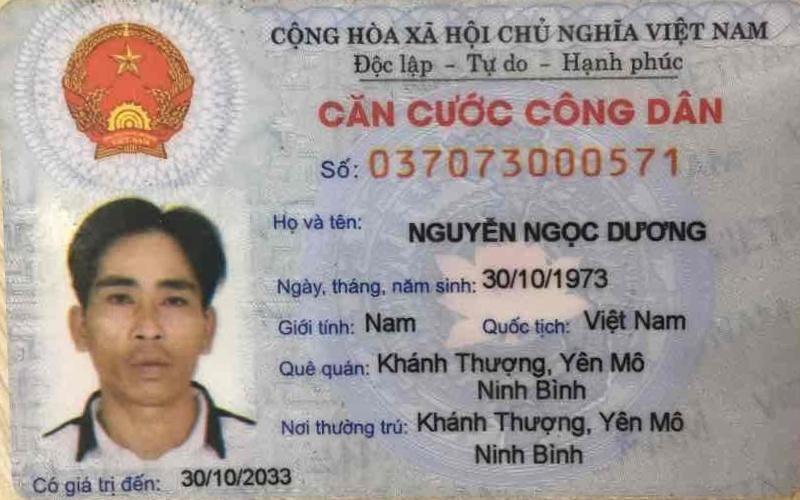 CỘNG HÒA XÃ HỘI CHỦ NGHĨA VIỆT NAM
Độc lập - Tự do - Hạnh phúc
CĂN CƯỚC CÔNG DÂN
Số: 037073000571
Họ và tên: NGUYỄN NGỌC DƯƠNG
Ngày, tháng, năm sinh: 30/10/1973
Giới tính: Nam Quốc tịch: Việt Nam
Quê quán: Khánh Thượng, Yên Mô
Ninh Bình
Nơi thường trú: Khánh Thượng, Yên Mô
Ninh Bình
Có giá trị đến: 30/10/2033